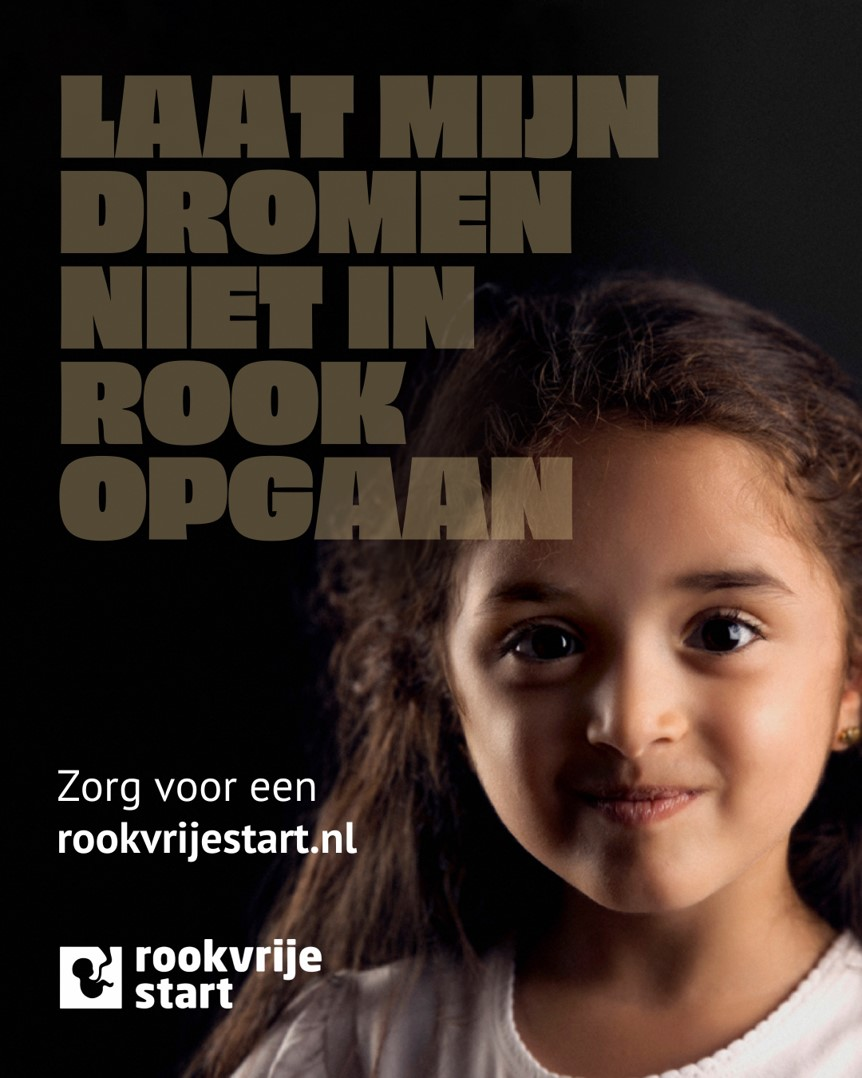 LAAT MIJN
DROMEN
NIET IN
ROOK
OPGAAN
Zorg voor een
rookvrijestart.nl
rookvrije
start